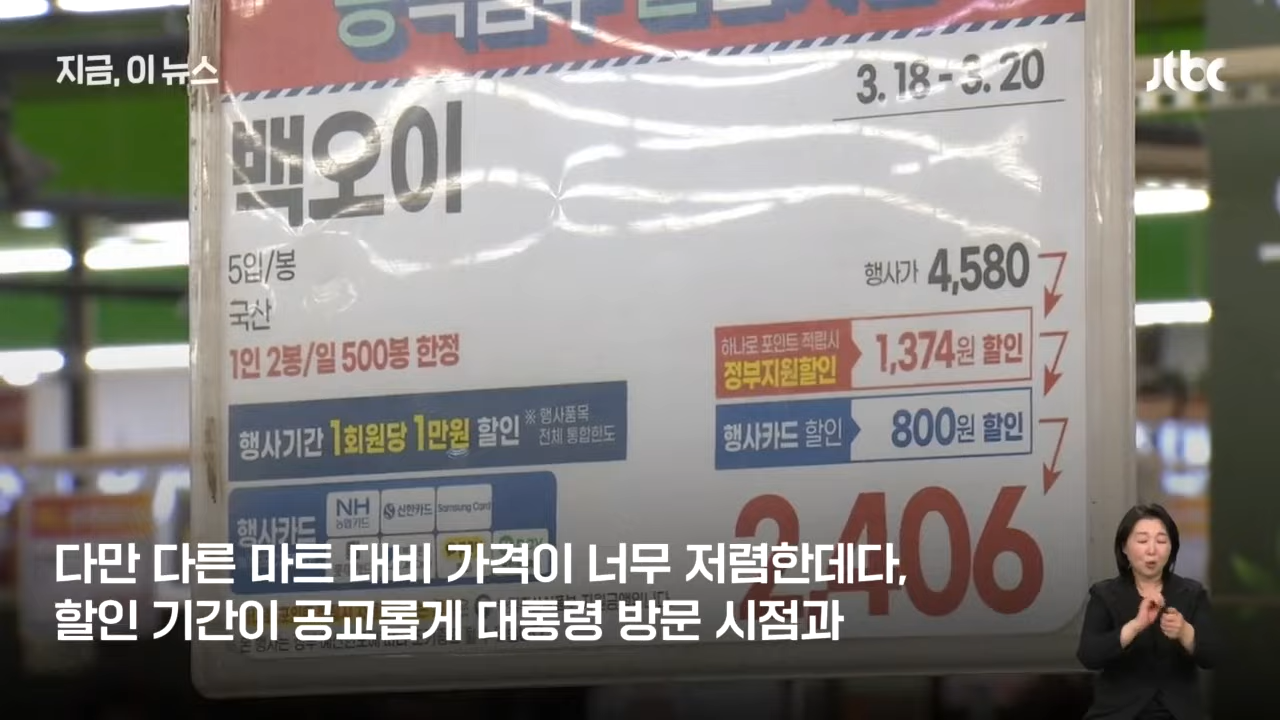 지금, 이 뉴스
jtbc
3. 18 - 3. 20
백오이
5입/봉
국산
1인 2봉/일 500봉 한정
행사가 4,580
하나로 포인트 적립시
정부지원할인
1,374원 할인
행사카드 할인 800원 할인
행사기간 1회원당 1만원 할인
※ 행사품목
전체 통합한도
행사카드
NH
농협카드
신한카드
Samsung Card
2,406
다만 다른 마트 대비 가격이 너무 저렴한데다,
할인 기간이 공교롭게 대통령 방문 시점과